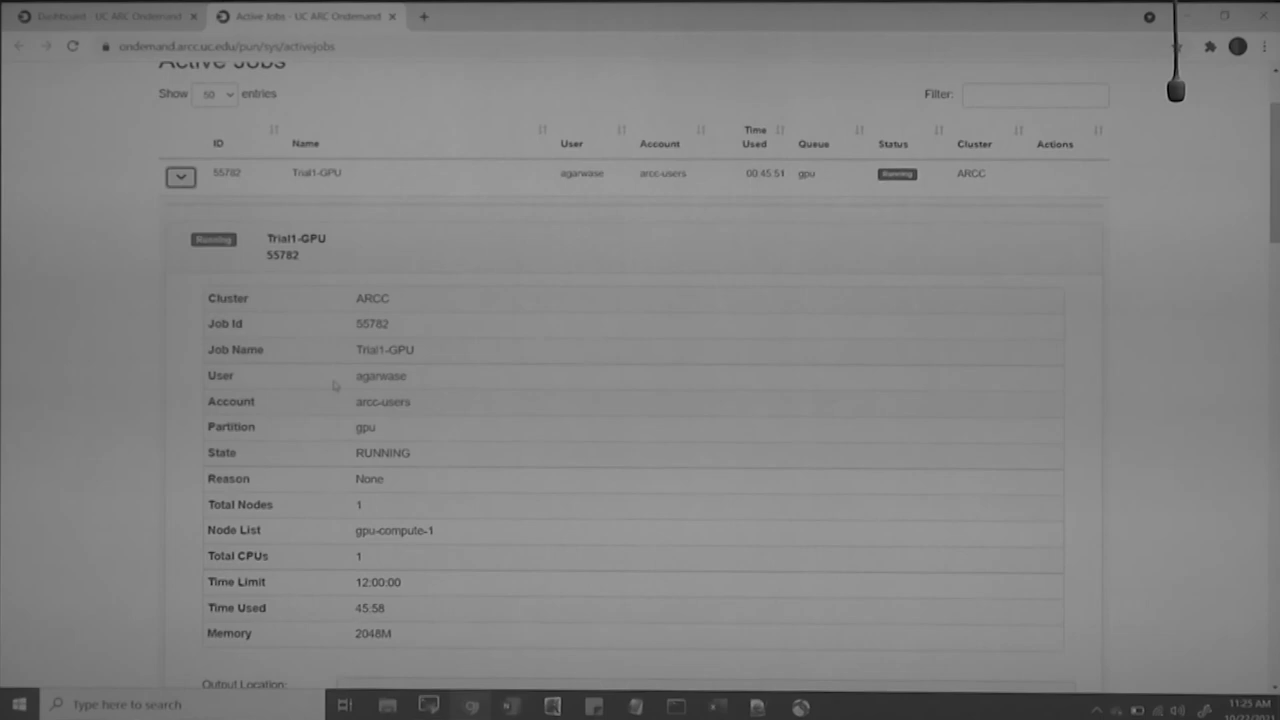 Dashboard - UC ARC Ondemand
Active Jobs - UC ARC Ondemand
ondemand.arcc.uc.edu/pun/sys/activejobs
Active Jobs
Show 50 entries
Filter:
ID Name User Account Time Used Queue Status Cluster Actions
55782 Trial1-GPU agarwase arcc-users 00:45:51 gpu Running ARCC
Running Trial1-GPU
55782
Cluster ARCC
Job Id 55782
Job Name Trial1-GPU
User agarwase
Account arcc-users
Partition gpu
State RUNNING
Reason None
Total Nodes 1
Node List gpu-compute-1
Total CPUs 1
Time Limit 12:00:00
Time Used 45:58
Memory 2048M
Output Location:
Type here to search
11:25 AM